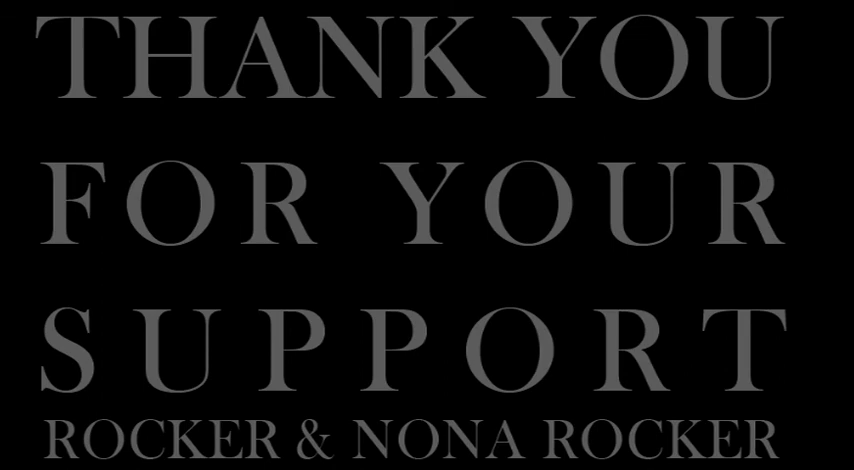 THANK YOU
FOR YOUR
SUPPORT
ROCKER & NONA ROCKER